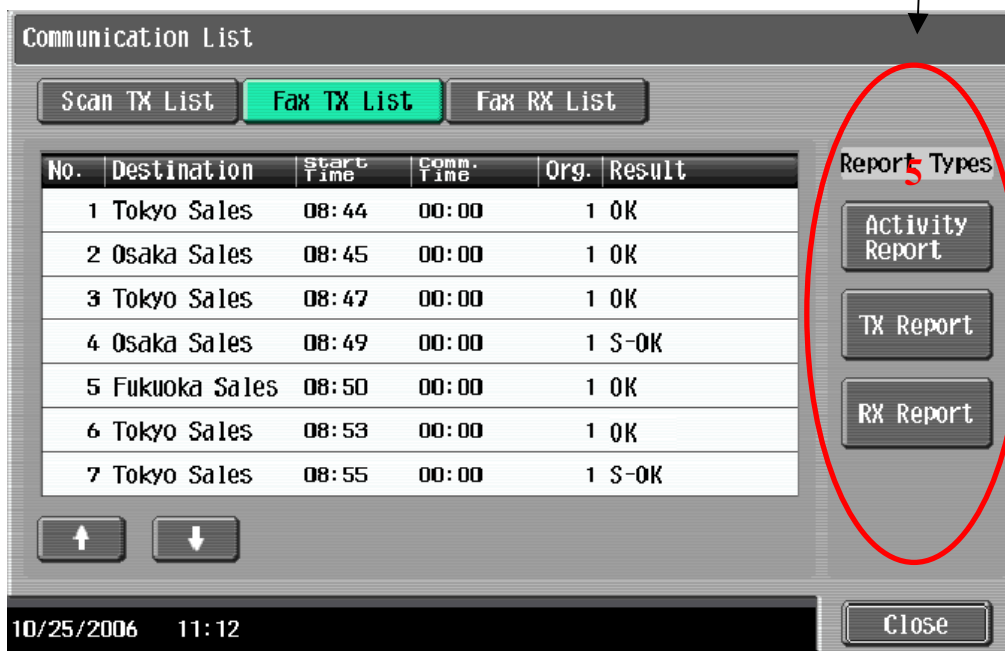 Communication List
Scan TX List Fax TX List Fax RX List
No. Destination Start Time Comm. Time Org. Result
1 Tokyo Sales 08:44 00:00 1 OK
2 Osaka Sales 08:45 00:00 1 OK
3 Tokyo Sales 08:47 00:00 1 OK
4 Osaka Sales 08:49 00:00 1 S-OK
5 Fukuoka Sales 08:50 00:00 1 OK
6 Tokyo Sales 08:53 00:00 1 OK
7 Tokyo Sales 08:55 00:00 1 S-OK
Report Types
5
Activity
Report
TX Report
RX Report
10/25/2006 11:12
Close